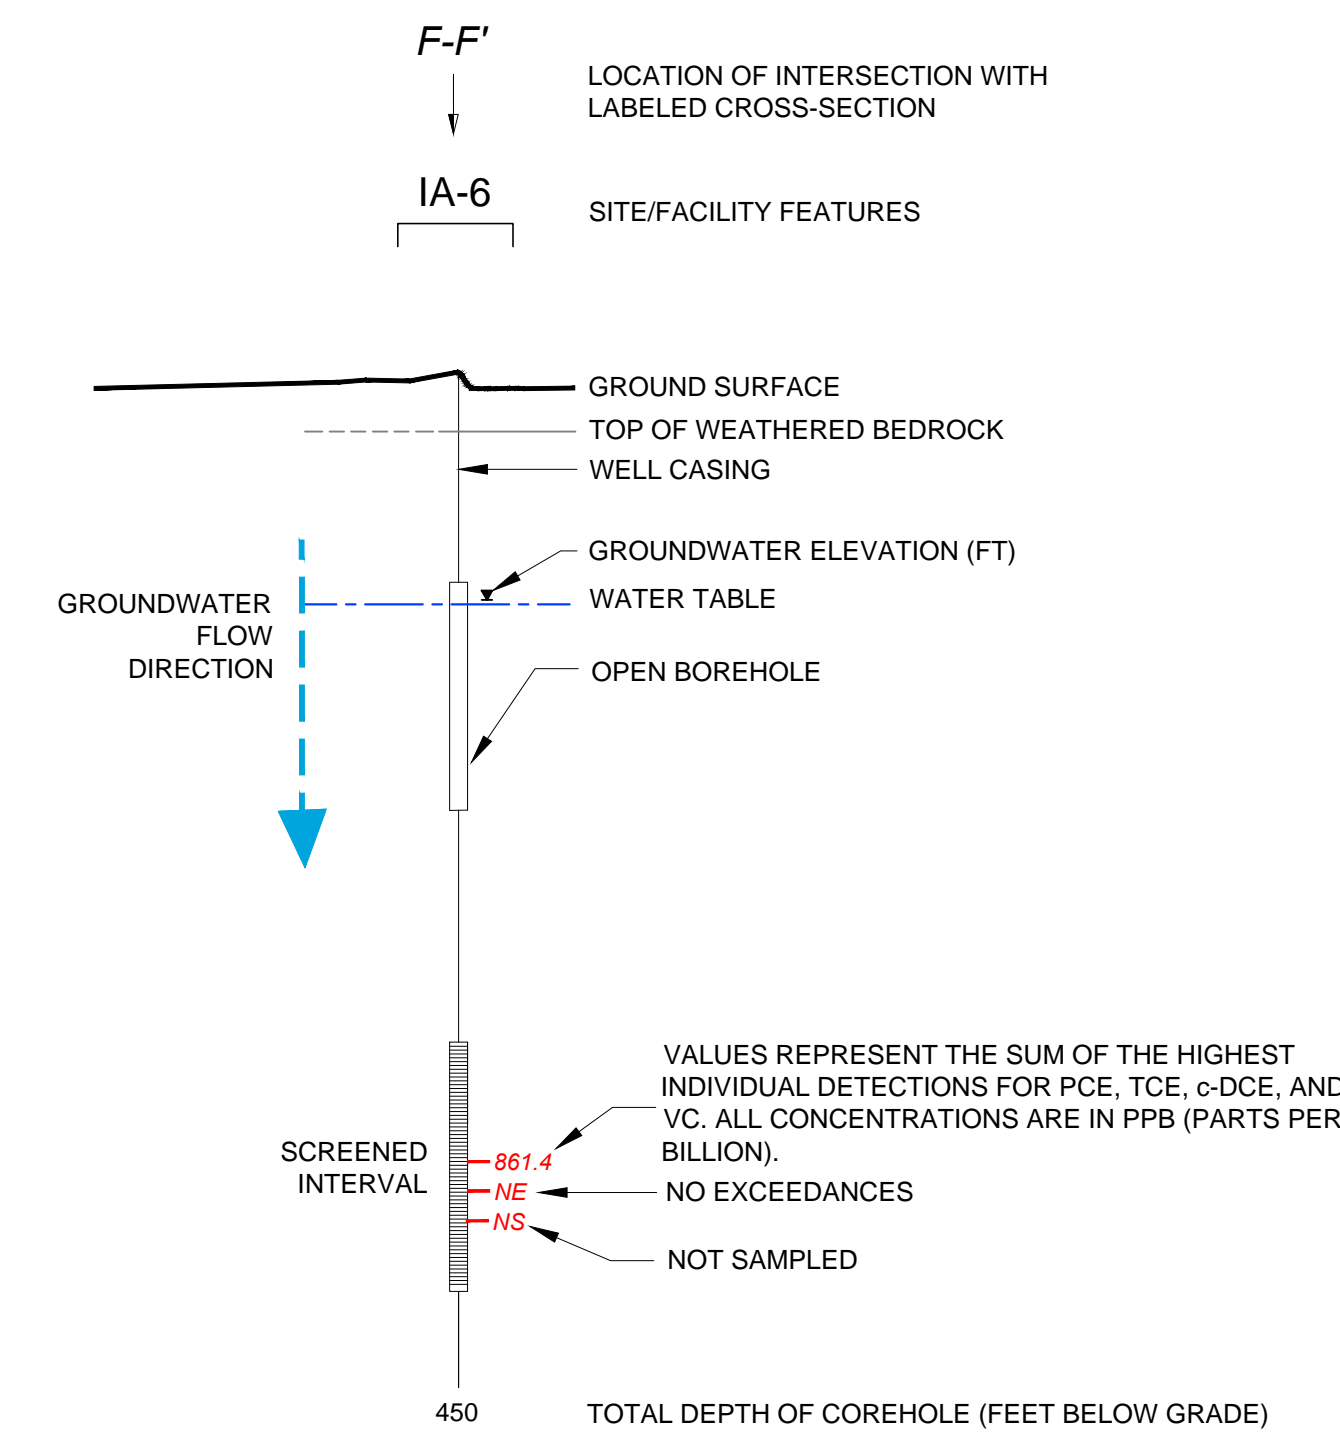 F-F'
LOCATION OF INTERSECTION WITH
LABELED CROSS-SECTION
IA-6
SITE/FACILITY FEATURES
GROUND SURFACE
TOP OF WEATHERED BEDROCK
WELL CASING
GROUNDWATER ELEVATION (FT)
WATER TABLE
GROUNDWATER
FLOW
DIRECTION
OPEN BOREHOLE
VALUES REPRESENT THE SUM OF THE HIGHEST
INDIVIDUAL DETECTIONS FOR PCE, TCE, c-DCE, AND
VC. ALL CONCENTRATIONS ARE IN PPB (PARTS PER
BILLION).
SCREENED
INTERVAL
861.4
NE
NO EXCEEDANCES
NS
NOT SAMPLED
450
TOTAL DEPTH OF COREHOLE (FEET BELOW GRADE)